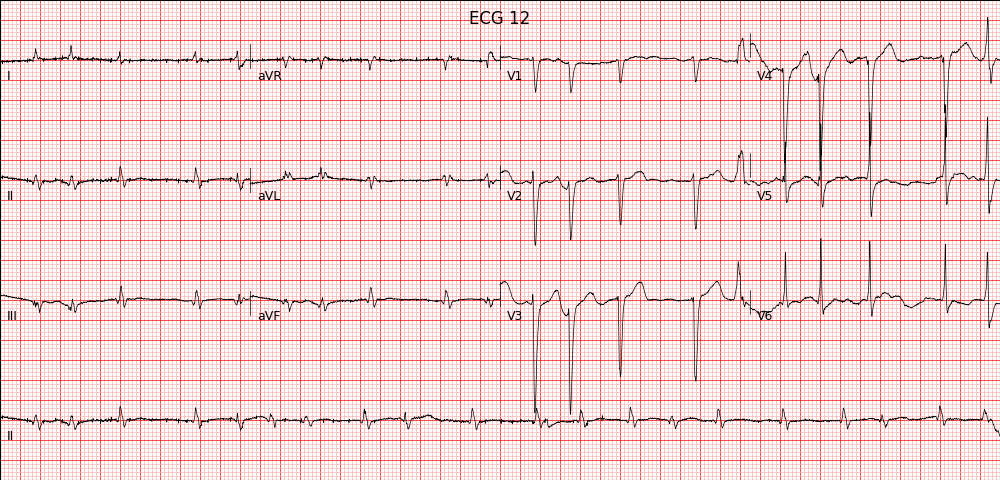 ECG 12
I aVR V1 V4
II aVL V2 V5
III aVF V3 V6
II